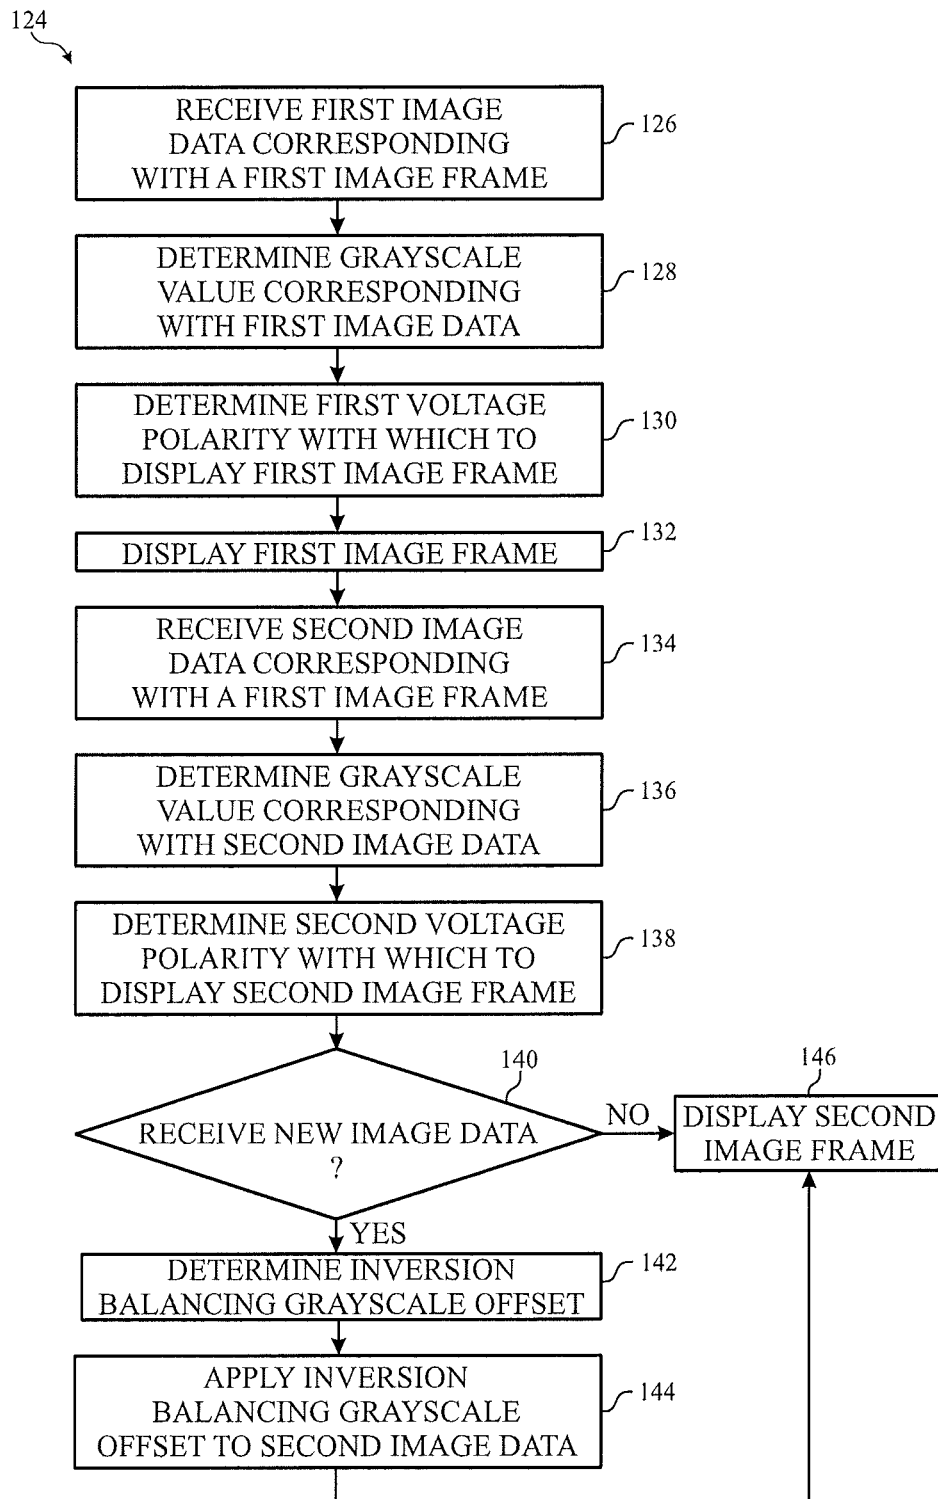 124
RECEIVE FIRST IMAGE
DATA CORRESPONDING
WITH A FIRST IMAGE FRAME
126
DETERMINE GRAYSCALE
VALUE CORRESPONDING
WITH FIRST IMAGE DATA
128
DETERMINE FIRST VOLTAGE
POLARITY WITH WHICH TO
DISPLAY FIRST IMAGE FRAME
130
DISPLAY FIRST IMAGE FRAME
132
RECEIVE SECOND IMAGE
DATA CORRESPONDING
WITH A FIRST IMAGE FRAME
134
DETERMINE GRAYSCALE
VALUE CORRESPONDING
WITH SECOND IMAGE DATA
136
DETERMINE SECOND VOLTAGE
POLARITY WITH WHICH TO
DISPLAY SECOND IMAGE FRAME
138
RECEIVE NEW IMAGE DATA
?
140
NO
146
DISPLAY SECOND
IMAGE FRAME
YES
DETERMINE INVERSION
BALANCING GRAYSCALE OFFSET
142
APPLY INVERSION
BALANCING GRAYSCALE
OFFSET TO SECOND IMAGE DATA
144